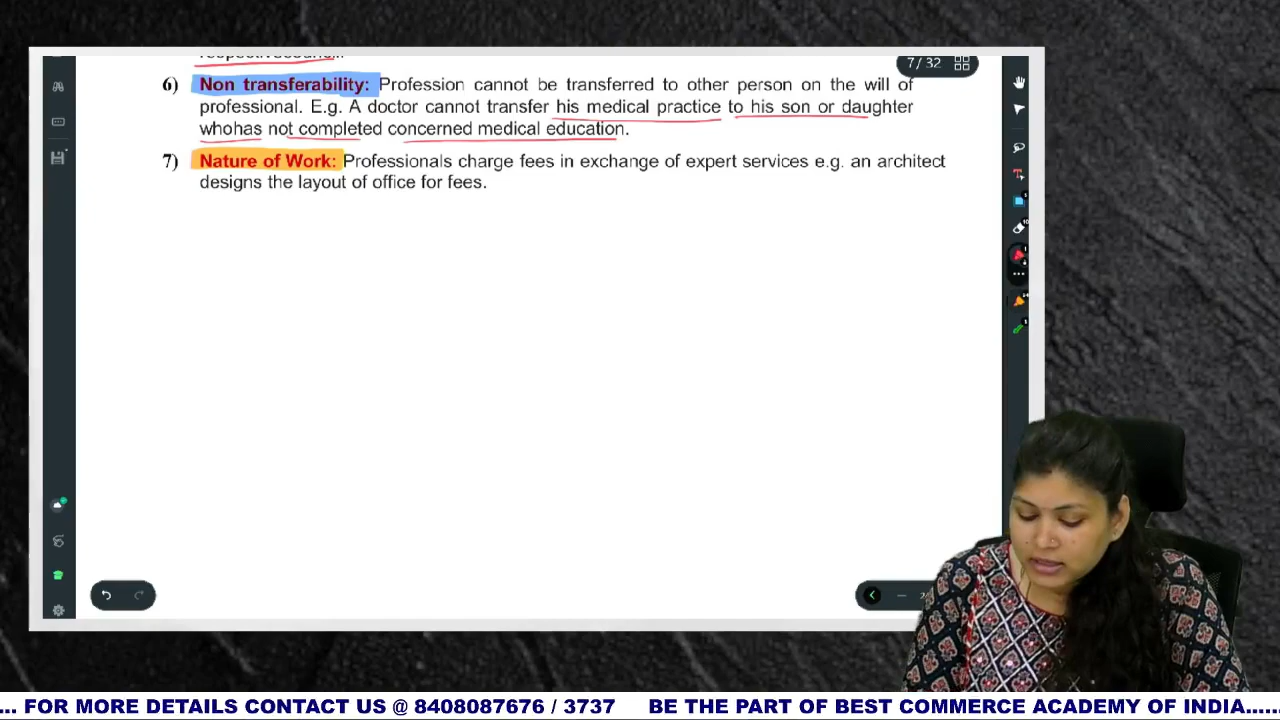 7 / 32
6) Non transferability: Profession cannot be transferred to other person on the will of
professional. E.g. A doctor cannot transfer his medical practice to his son or daughter
whohas not completed concerned medical education.
7) Nature of Work: Professionals charge fees in exchange of expert services e.g. an architect
designs the layout of office for fees.
... FOR MORE DETAILS CONTACT US @ 8408087676 / 3737 BE THE PART OF BEST COMMERCE ACADEMY OF INDIA......